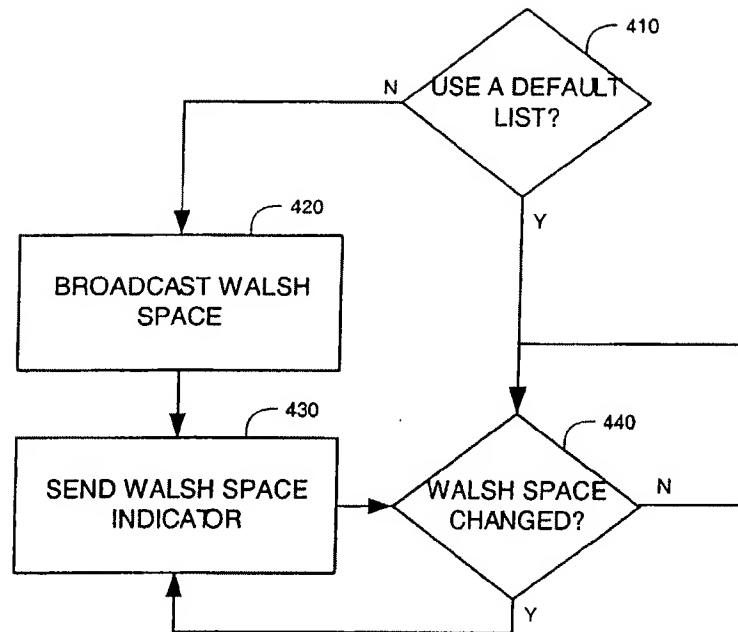 410
USE A DEFAULT
LIST?
N
Y
420
BROADCAST WALSH
SPACE
430
SEND WALSH SPACE
INDICATOR
440
WALSH SPACE
CHANGED?
N
Y